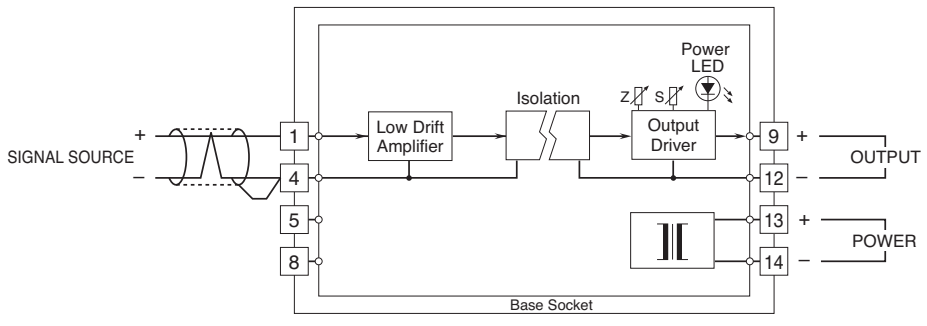 Power
LED
Isolation
Z
S
+
1
Low Drift
Amplifier
Output
Driver
9
+
SIGNAL SOURCE
OUTPUT
–
4
12
–
5
13
+
POWER
8
14
–
Base Socket